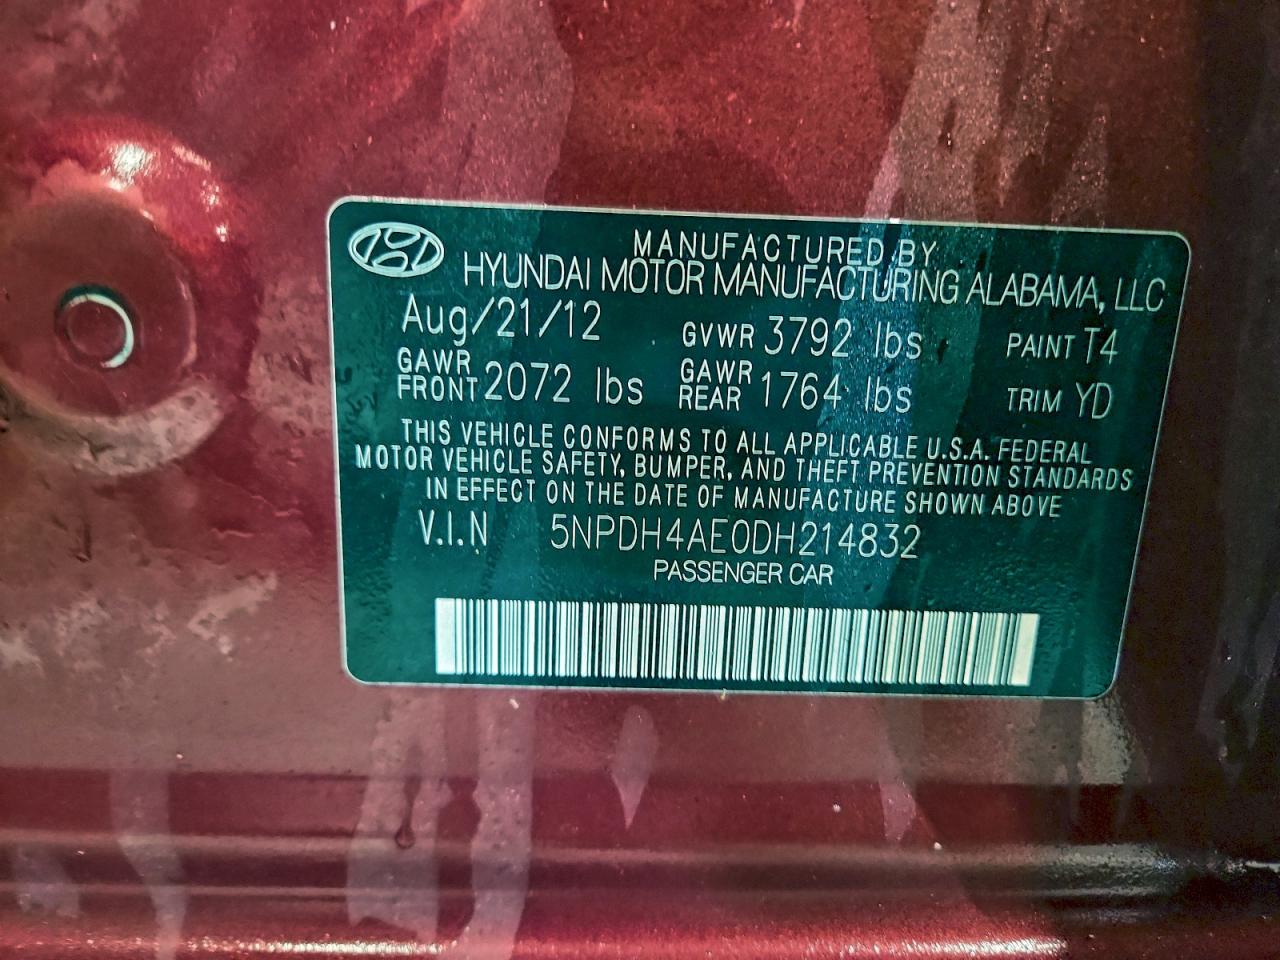 MANUFACTURED BY
HYUNDAI MOTOR MANUFACTURING ALABAMA, LLC
Aug/21/12 GVWR 3792 lbs PAINT T4
GAWR FRONT 2072 lbs GAWR REAR 1764 lbs TRIM YD
THIS VEHICLE CONFORMS TO ALL APPLICABLE U.S.A. FEDERAL
MOTOR VEHICLE SAFETY, BUMPER, AND THEFT PREVENTION STANDARDS
IN EFFECT ON THE DATE OF MANUFACTURE SHOWN ABOVE
V.I.N 5NPDH4AE0DH214832
PASSENGER CAR